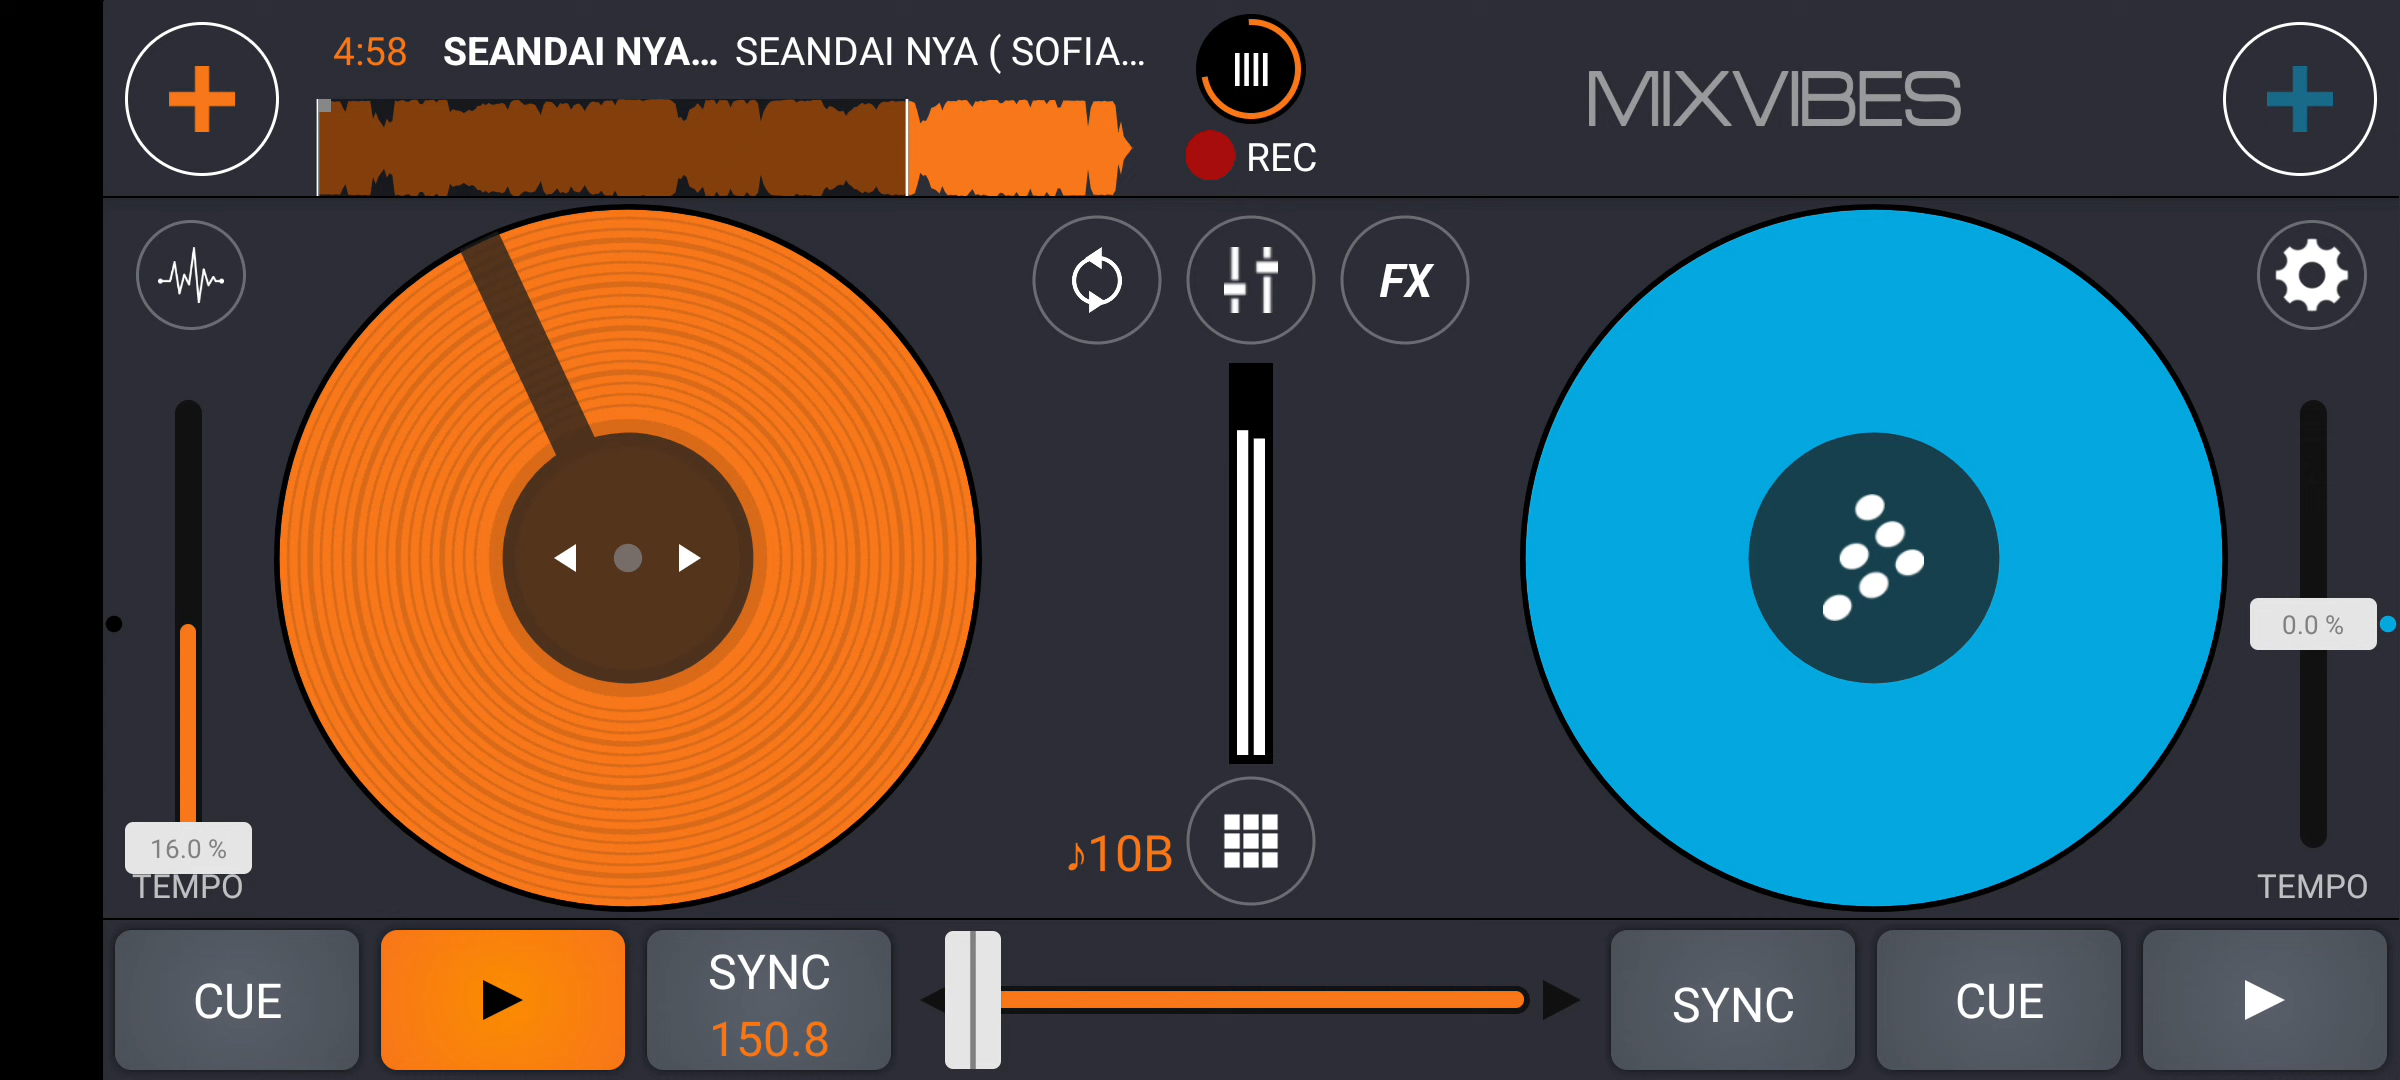 4:58 SEANDAI NYA... SEANDAI NYA ( SOFIA...
REC
MIXVIBES
FX
16.0 %
TEMPO
♪10B
0.0 %
TEMPO
CUE
SYNC
150.8
SYNC
CUE